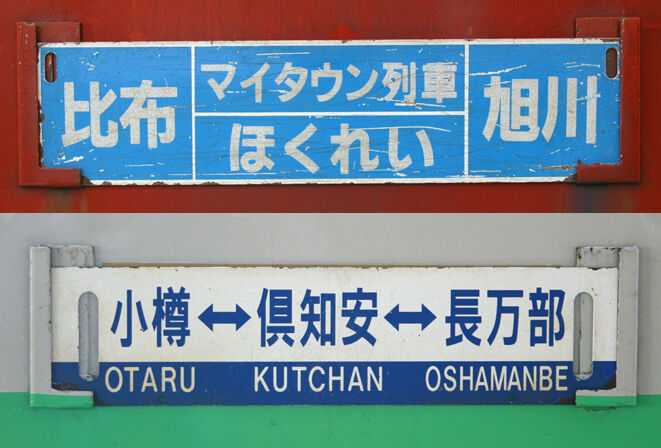 比布 マイタウン列車 旭川
ほくれい
小樽↔倶知安↔長万部
OTARU KUTCHAN OSHAMANBE